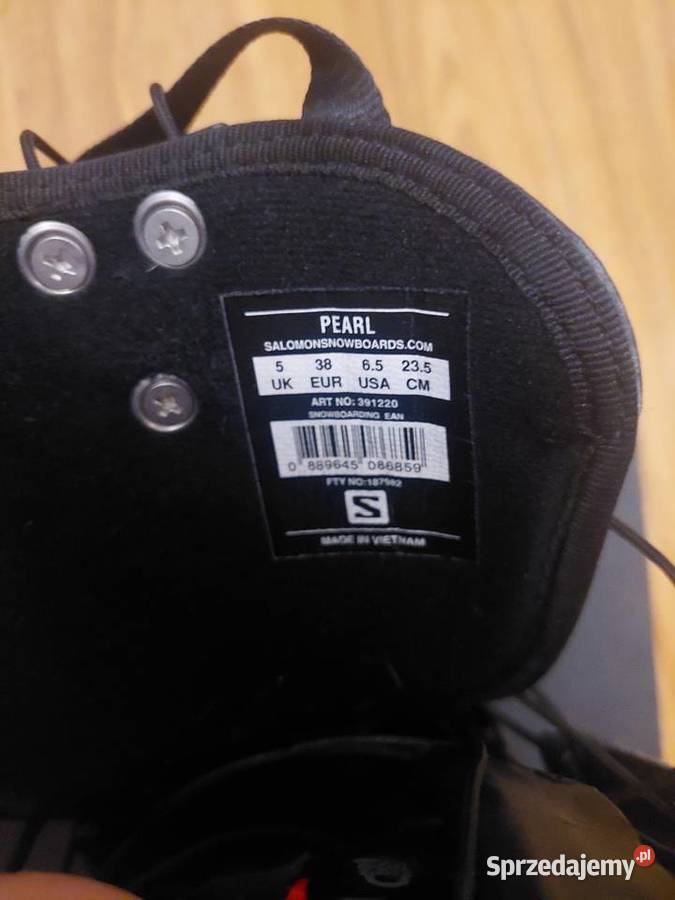 PEARL
SALOMONSNOWBOARDS.COM
5 38 6.5 23.5
UK EUR USA CM
ART NO: 391220
SNOWBOARDING EAN
0 889645 086859
FTY NO:187982
S
MADE IN VIETNAM
Sprzedajemy.pl